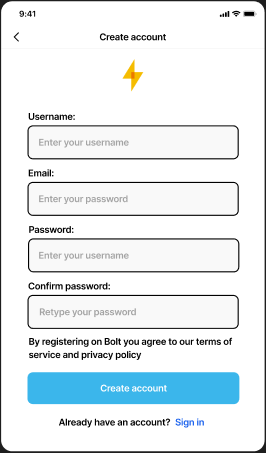 9:41
Create account
Username:
Enter your username
Email:
Enter your password
Password:
Enter your username
Confirm password:
Retype your password
By registering on Bolt you agree to our terms of
service and privacy policy
Create account
Already have an account? Sign in